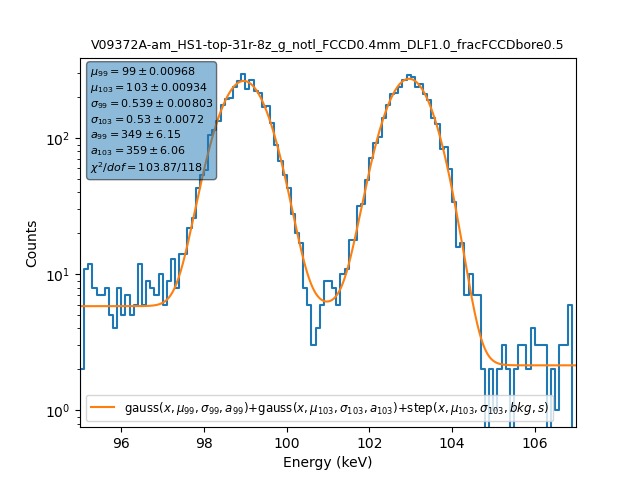 V09372A-am_HS1-top-31r-8z_g_notl_FCCD0.4mm_DLF1.0_fracFCCDbore0.5
μ₉₉ = 99 ± 0.00968
μ₁₀₃ = 103 ± 0.00934
σ₉₉ = 0.539 ± 0.00803
σ₁₀₃ = 0.53 ± 0.0072
a₉₉ = 349 ± 6.15
a₁₀₃ = 359 ± 6.06
χ²/dof = 103.87/118
Counts
10²
10¹
10⁰
gauss(x, μ₉₉, σ₉₉, a₉₉)+gauss(x, μ₁₀₃, σ₁₀₃, a₁₀₃)+step(x, μ₁₀₃, σ₁₀₃, bkg, s)
96 98 100 102 104 106
Energy (keV)